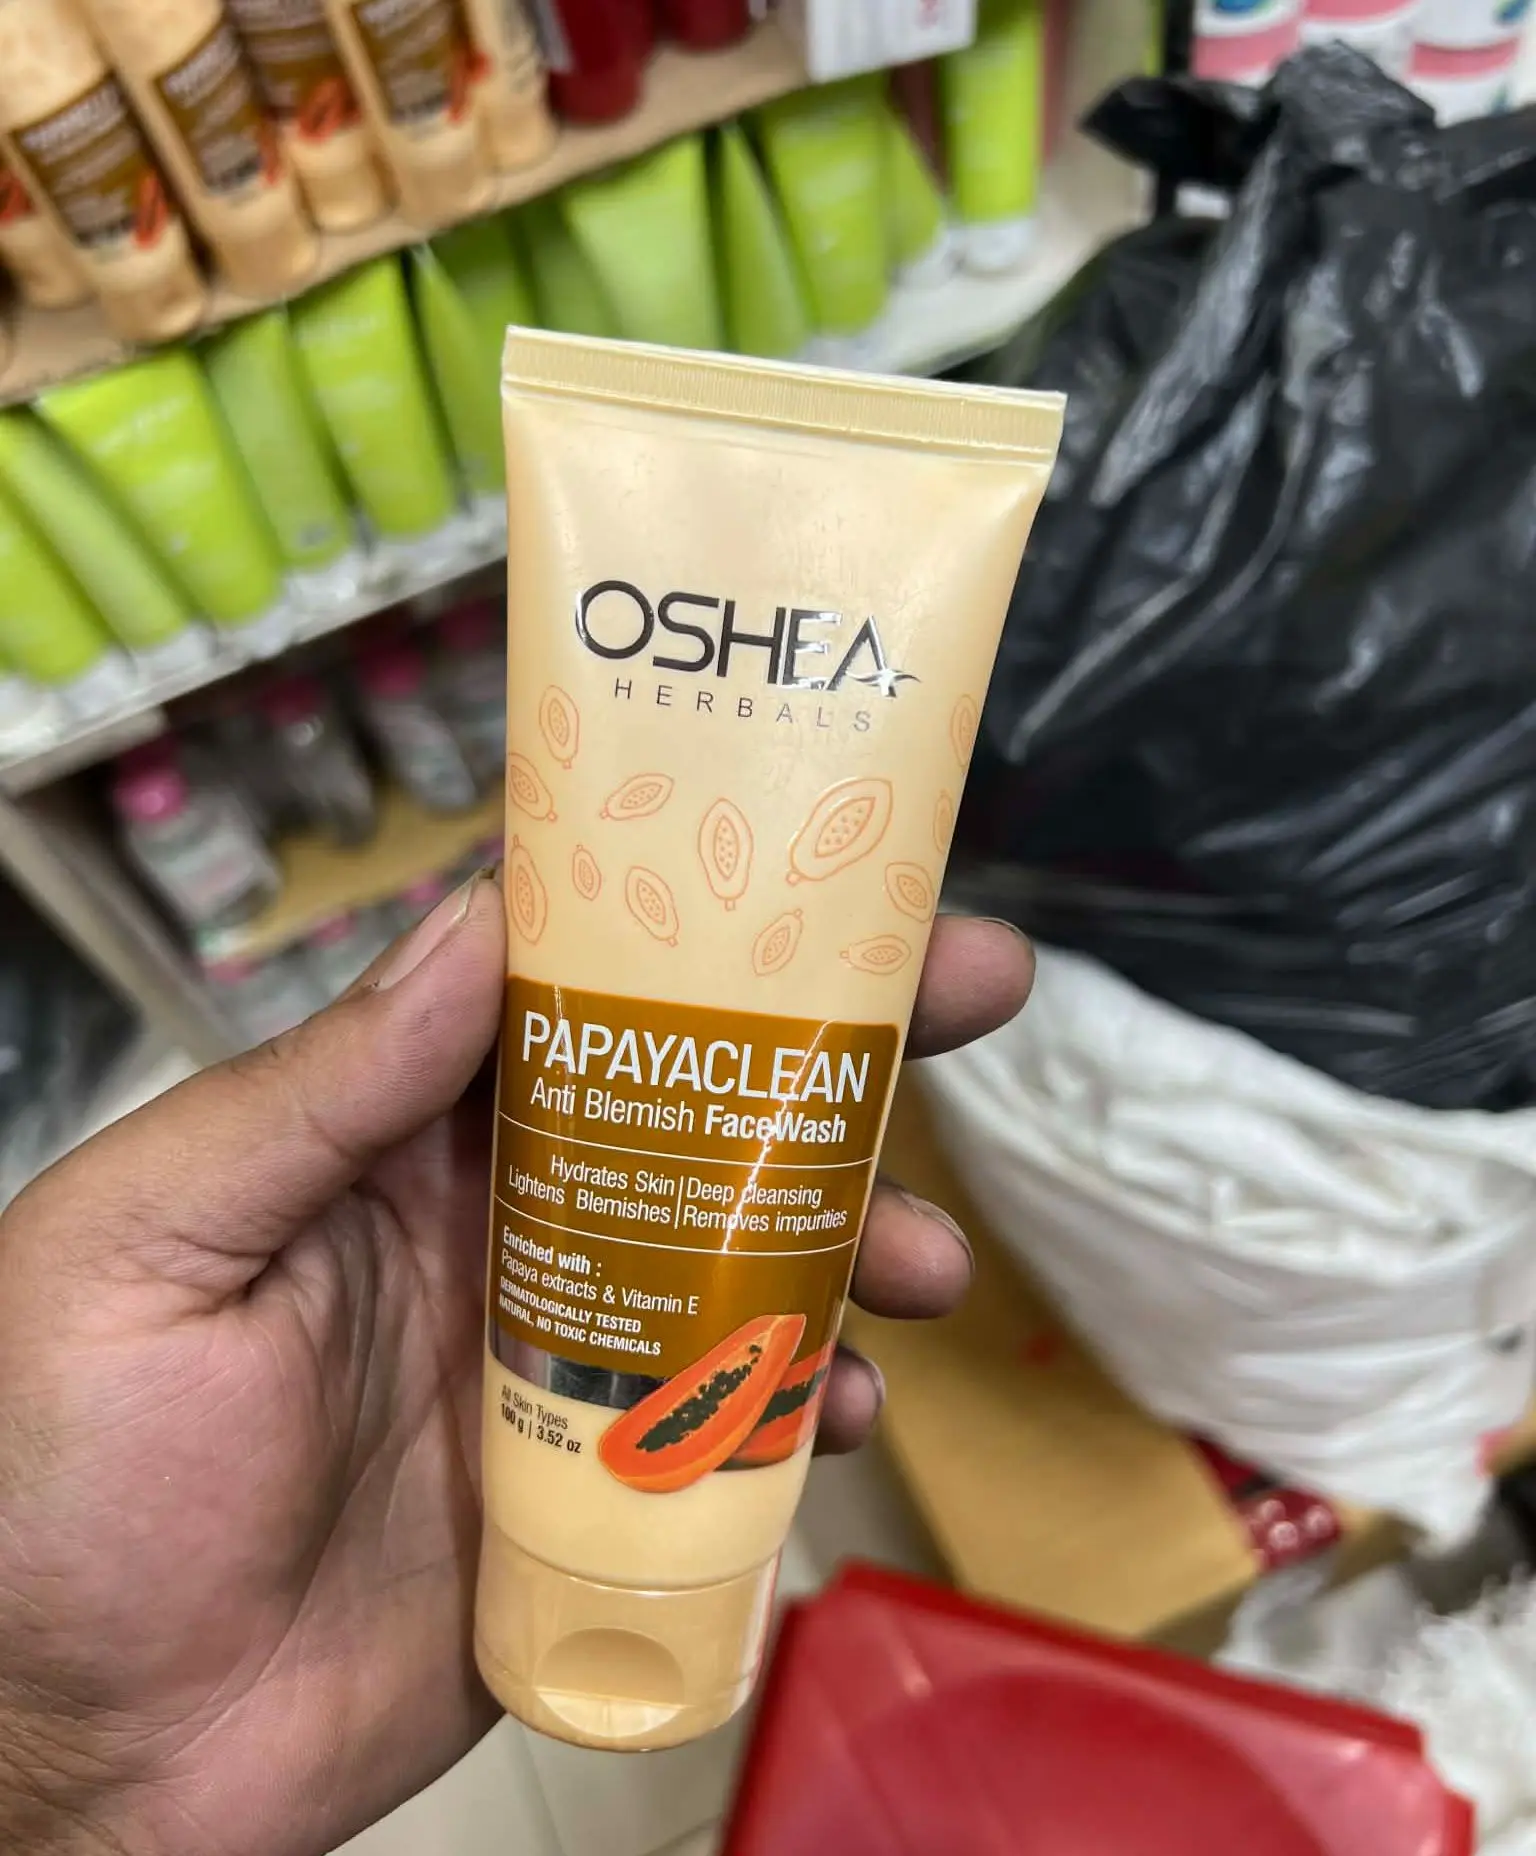 OSHEA
HERBALS
PAPAYACLEAN
Anti Blemish FaceWash
Hydrates Skin | Deep cleansing
Lightens Blemishes | Removes impurities
Enriched with :
Papaya extracts & Vitamin E
DERMATOLOGICALLY TESTED
NATURAL, NO TOXIC CHEMICALS
All Skin Types
100 g | 3.52 oz